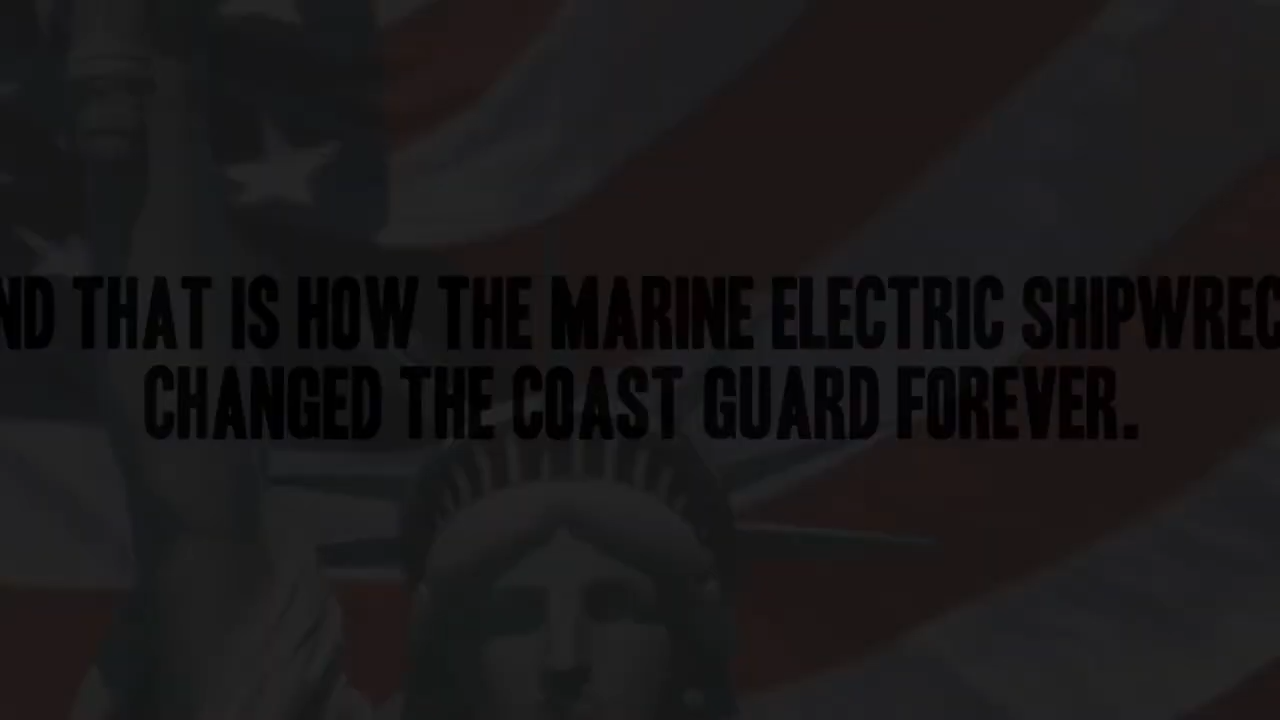 ND THAT IS HOW THE MARINE ELECTRIC SHIPWREC
CHANGED THE COAST GUARD FOREVER.